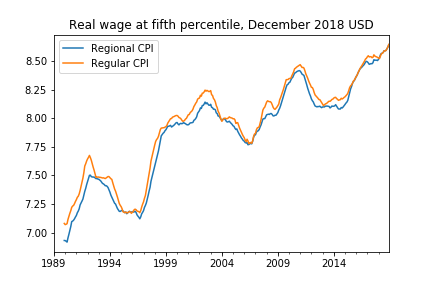 Real wage at fifth percentile, December 2018 USD
Regional CPI
Regular CPI
8.50
8.25
8.00
7.75
7.50
7.25
7.00
1989 1994 1999 2004 2009 2014